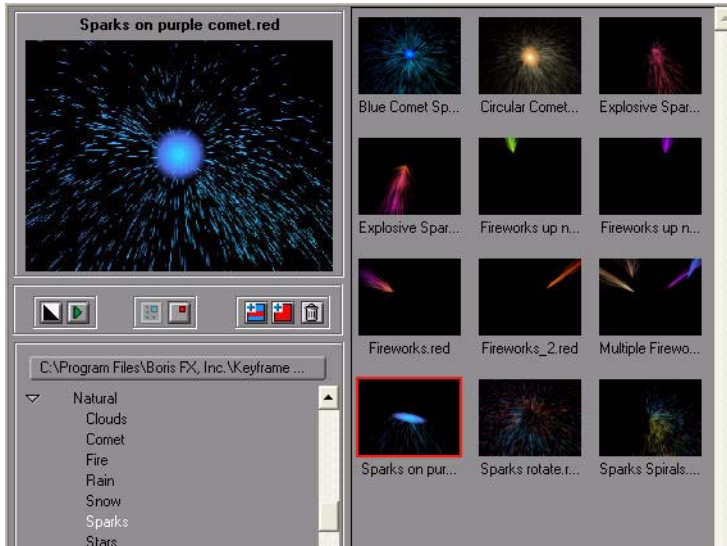 Sparks on purple comet.red
C:\Program Files\Boris FX, Inc.\Keyframe ...
Natural
Clouds
Comet
Fire
Rain
Snow
Sparks
Stars
Blue Comet Sp...
Circular Comet...
Explosive Spar...
Explosive Spar...
Fireworks up n...
Fireworks up n...
Fireworks.red
Fireworks_2.red
Multiple Firewo...
Sparks on pur...
Sparks rotate.r...
Sparks Spirals....